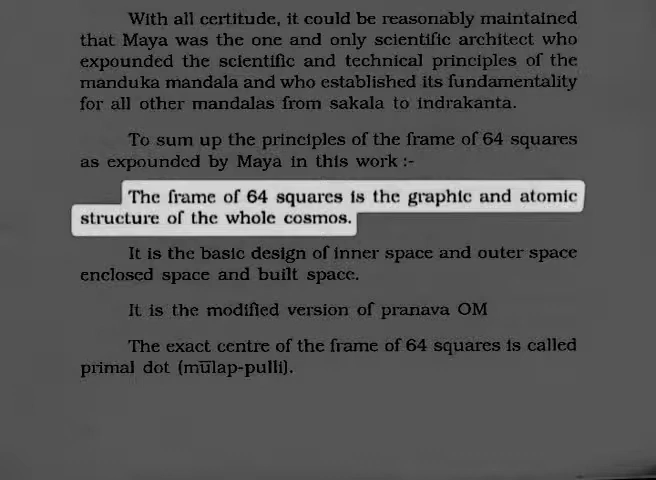 With all certitude, it could be reasonably maintained
that Maya was the one and only scientific architect who
expounded the scientific and technical principles of the
manduka mandala and who established its fundamentality
for all other mandalas from sakala to indrakanta.
To sum up the principles of the frame of 64 squares
as expounded by Maya in this work :-
The frame of 64 squares is the graphic and atomic
structure of the whole cosmos.
It is the basic design of inner space and outer space
enclosed space and built space.
It is the modified version of pranava OM
The exact centre of the frame of 64 squares is called
primal dot (mūlap-pulli).